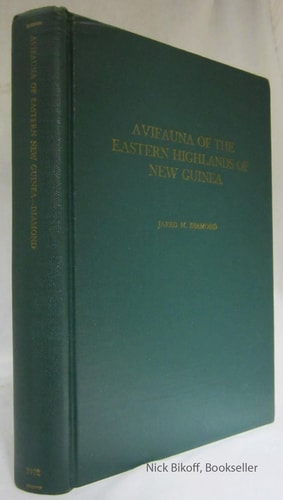 AVIFAUNA OF EASTERN NEW GUINEA—DIAMOND
AVIFAUNA OF THE
EASTERN HIGHLANDS OF
NEW GUINEA
JARED M. DIAMOND
Nick Bikoff, Bookseller